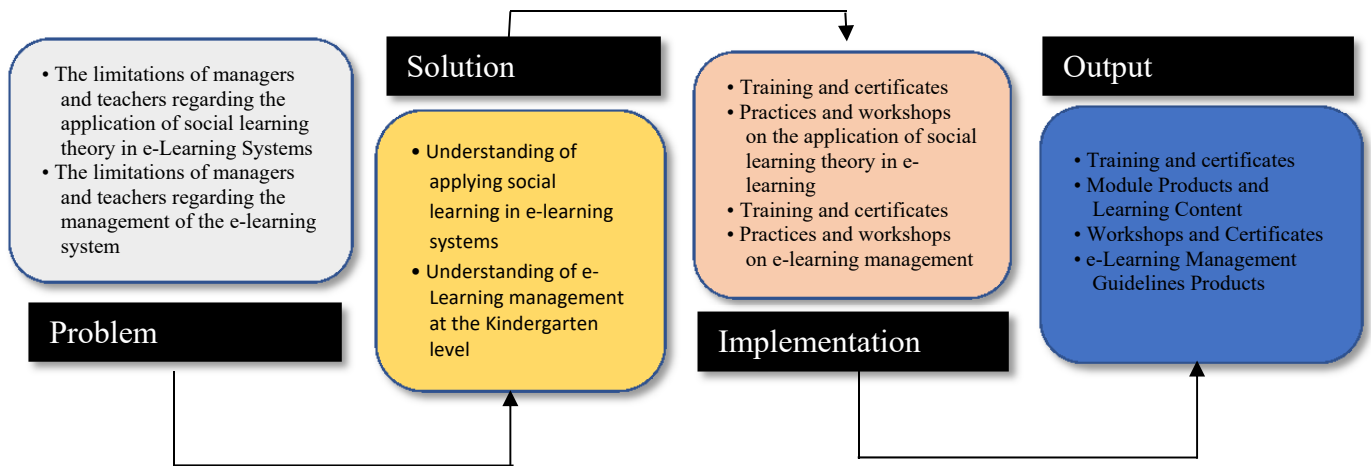 • The limitations of managers
and teachers regarding the
application of social learning
theory in e-Learning Systems
• The limitations of managers
and teachers regarding the
management of the e-learning
system
Problem
Solution
• Understanding of
applying social
learning in e-learning
systems
• Understanding of e-
Learning management
at the Kindergarten
level
• Training and certificates
• Practices and workshops
on the application of social
learning theory in e-
learning
• Training and certificates
• Practices and workshops
on e-learning management
Implementation
Output
• Training and certificates
• Module Products and
Learning Content
• Workshops and Certificates
• e-Learning Management
Guidelines Products